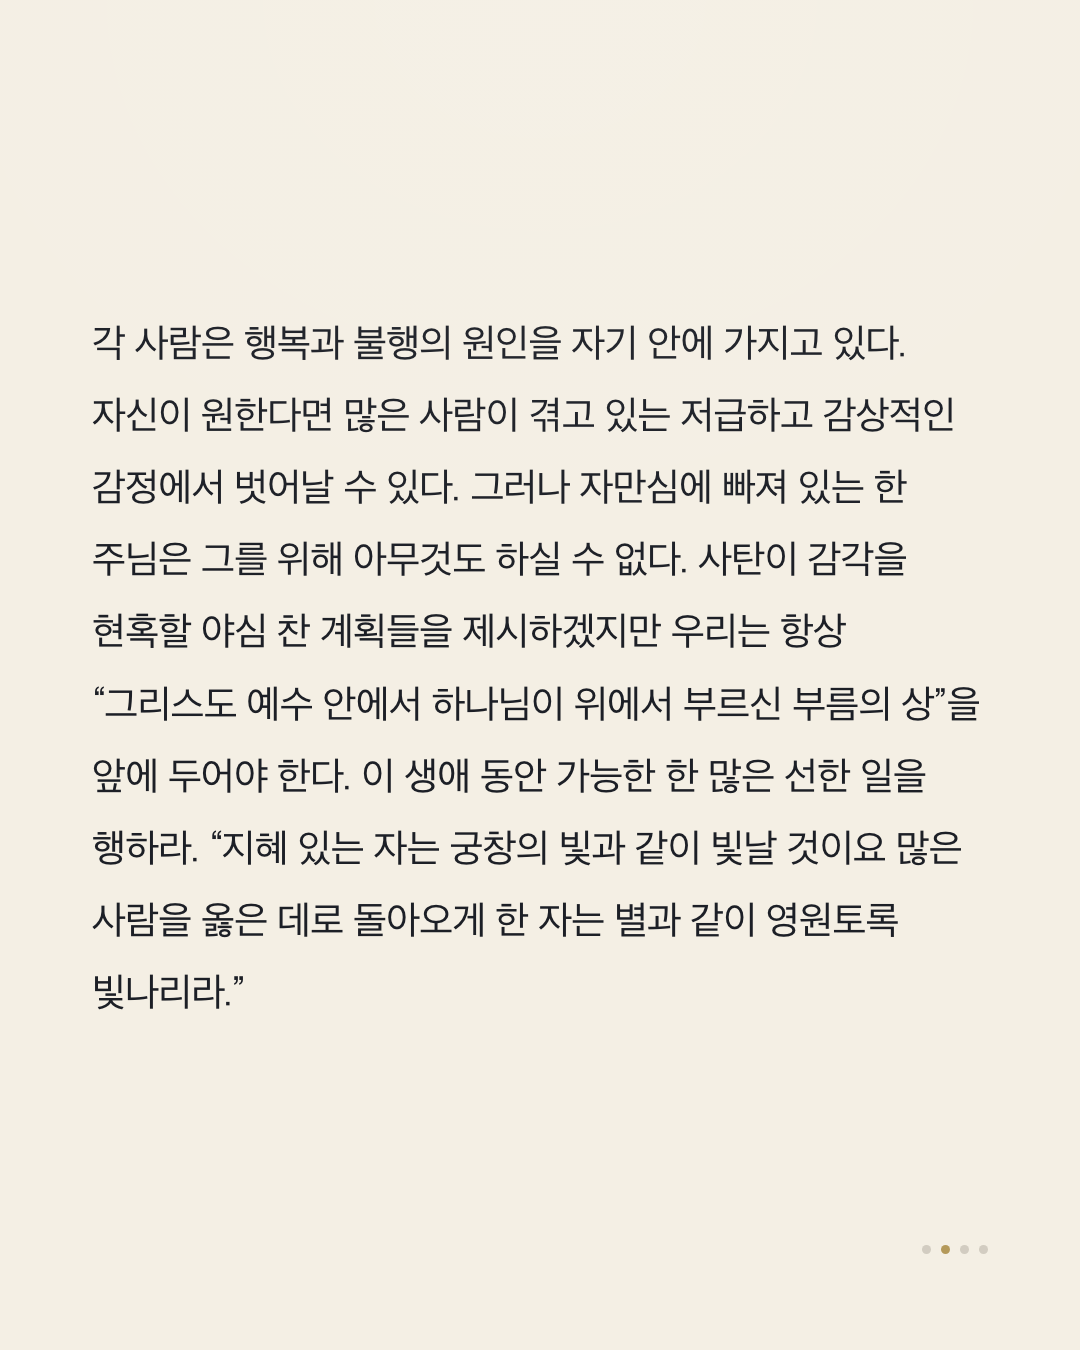 각 사람은 행복과 불행의 원인을 자기 안에 가지고 있다.
자신이 원한다면 많은 사람이 겪고 있는 저급하고 감상적인
감정에서 벗어날 수 있다. 그러나 자만심에 빠져 있는 한
주님은 그를 위해 아무것도 하실 수 없다. 사탄이 감각을
현혹할 야심 찬 계획들을 제시하겠지만 우리는 항상
“그리스도 예수 안에서 하나님이 위에서 부르신 부름의 상”을
앞에 두어야 한다. 이 생애 동안 가능한 한 많은 선한 일을
행하라. “지혜 있는 자는 궁창의 빛과 같이 빛날 것이요 많은
사람을 옳은 데로 돌아오게 한 자는 별과 같이 영원토록
빛나리라.”